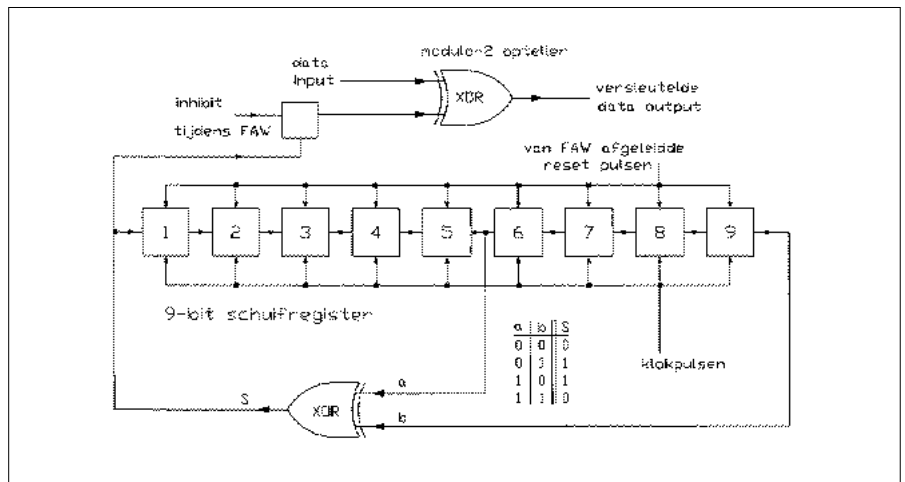 modulo-2 opteller
data
input
XOR
versleutelde
data output
inhibit
tijdens FAW
van FAW afgeleidde
reset pulsen
1 2 3 4 5 6 7 8 9
9-bit schuifregister
a b S
0 0 0
0 1 1
1 0 1
1 1 0
klokpulsen
a
S
XOR
b